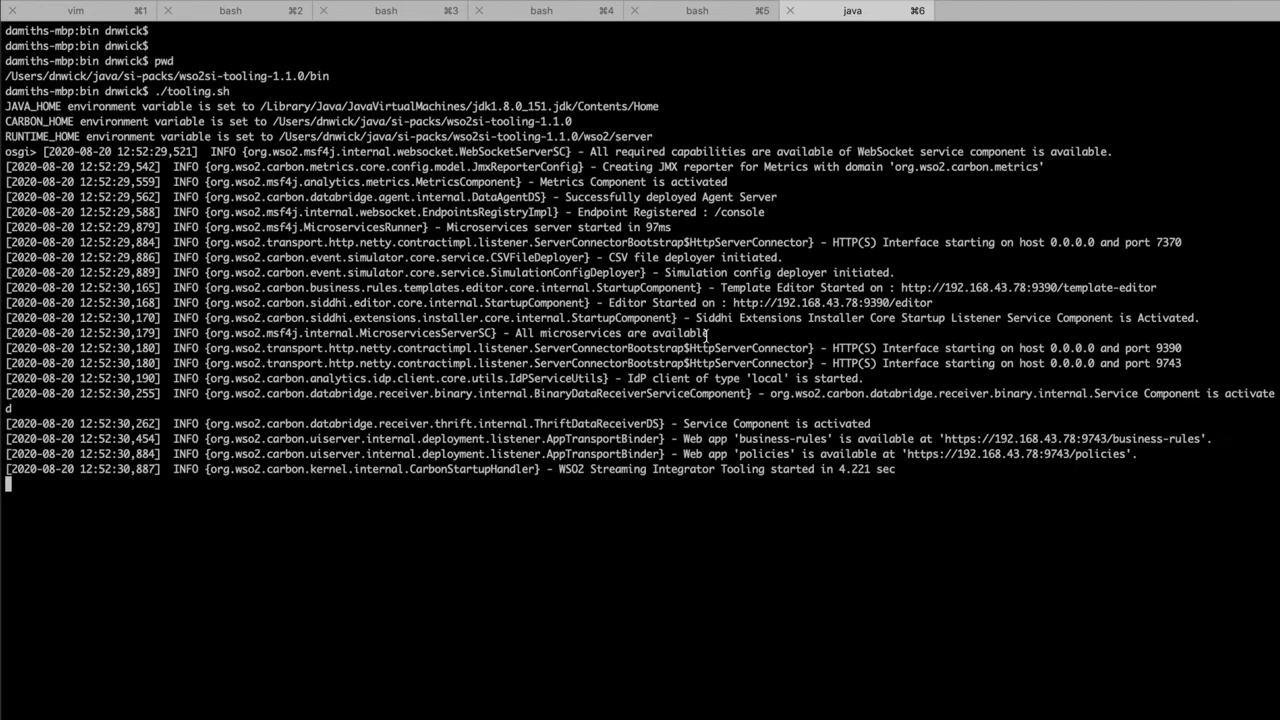 vim ⌘1 bash ⌘2 bash ⌘3 bash ⌘4 bash ⌘5 java ⌘6
damiths-mbp:bin dnwick$
damiths-mbp:bin dnwick$
damiths-mbp:bin dnwick$ pwd
/Users/dnwick/java/si-packs/wso2si-tooling-1.1.0/bin
damiths-mbp:bin dnwick$ ./tooling.sh
JAVA_HOME environment variable is set to /Library/Java/JavaVirtualMachines/jdk1.8.0_151.jdk/Contents/Home
CARBON_HOME environment variable is set to /Users/dnwick/java/si-packs/wso2si-tooling-1.1.0
RUNTIME_HOME environment variable is set to /Users/dnwick/java/si-packs/wso2si-tooling-1.1.0/wso2/server
osgi> [2020-08-20 12:52:29,521]  INFO {org.wso2.msf4j.internal.websocket.WebSocketServerSC} - All required capabilities are available of WebSocket service component is available.
[2020-08-20 12:52:29,542]  INFO {org.wso2.carbon.metrics.core.config.model.JmxReporterConfig} - Creating JMX reporter for Metrics with domain 'org.wso2.carbon.metrics'
[2020-08-20 12:52:29,559]  INFO {org.wso2.msf4j.analytics.metrics.MetricsComponent} - Metrics Component is activated
[2020-08-20 12:52:29,562]  INFO {org.wso2.carbon.databridge.agent.internal.DataAgentDS} - Successfully deployed Agent Server
[2020-08-20 12:52:29,588]  INFO {org.wso2.msf4j.internal.websocket.EndpointsRegistryImpl} - Endpoint Registered : /console
[2020-08-20 12:52:29,879]  INFO {org.wso2.msf4j.MicroservicesRunner} - Microservices server started in 97ms
[2020-08-20 12:52:29,884]  INFO {org.wso2.transport.http.netty.contractimpl.listener.ServerConnectorBootstrap$HttpServerConnector} - HTTP(S) Interface starting on host 0.0.0.0 and port 7370
[2020-08-20 12:52:29,886]  INFO {org.wso2.carbon.event.simulator.core.service.CSVFileDeployer} - CSV file deployer initiated.
[2020-08-20 12:52:29,889]  INFO {org.wso2.carbon.event.simulator.core.service.SimulationConfigDeployer} - Simulation config deployer initiated.
[2020-08-20 12:52:30,165]  INFO {org.wso2.carbon.business.rules.templates.editor.core.internal.StartupComponent} - Template Editor Started on : http://192.168.43.78:9390/template-editor
[2020-08-20 12:52:30,168]  INFO {org.wso2.carbon.siddhi.editor.core.internal.StartupComponent} - Editor Started on : http://192.168.43.78:9390/editor
[2020-08-20 12:52:30,170]  INFO {org.wso2.carbon.siddhi.extensions.installer.core.internal.StartupComponent} - Siddhi Extensions Installer Core Startup Listener Service Component is Activated.
[2020-08-20 12:52:30,179]  INFO {org.wso2.msf4j.internal.MicroservicesServerSC} - All microservices are available
[2020-08-20 12:52:30,180]  INFO {org.wso2.transport.http.netty.contractimpl.listener.ServerConnectorBootstrap$HttpServerConnector} - HTTP(S) Interface starting on host 0.0.0.0 and port 9390
[2020-08-20 12:52:30,180]  INFO {org.wso2.transport.http.netty.contractimpl.listener.ServerConnectorBootstrap$HttpServerConnector} - HTTP(S) Interface starting on host 0.0.0.0 and port 9743
[2020-08-20 12:52:30,190]  INFO {org.wso2.carbon.analytics.idp.client.core.utils.IdPServiceUtils} - IdP client of type 'local' is started.
[2020-08-20 12:52:30,255]  INFO {org.wso2.carbon.databridge.receiver.binary.internal.BinaryDataReceiverServiceComponent} - org.wso2.carbon.databridge.receiver.binary.internal.Service Component is activate
d
[2020-08-20 12:52:30,262]  INFO {org.wso2.carbon.databridge.receiver.thrift.internal.ThriftDataReceiverDS} - Service Component is activated
[2020-08-20 12:52:30,454]  INFO {org.wso2.carbon.uiserver.internal.deployment.listener.AppTransportBinder} - Web app 'business-rules' is available at 'https://192.168.43.78:9743/business-rules'.
[2020-08-20 12:52:30,884]  INFO {org.wso2.carbon.uiserver.internal.deployment.listener.AppTransportBinder} - Web app 'policies' is available at 'https://192.168.43.78:9743/policies'.
[2020-08-20 12:52:30,887]  INFO {org.wso2.carbon.kernel.internal.CarbonStartupHandler} - WSO2 Streaming Integrator Tooling started in 4.221 sec